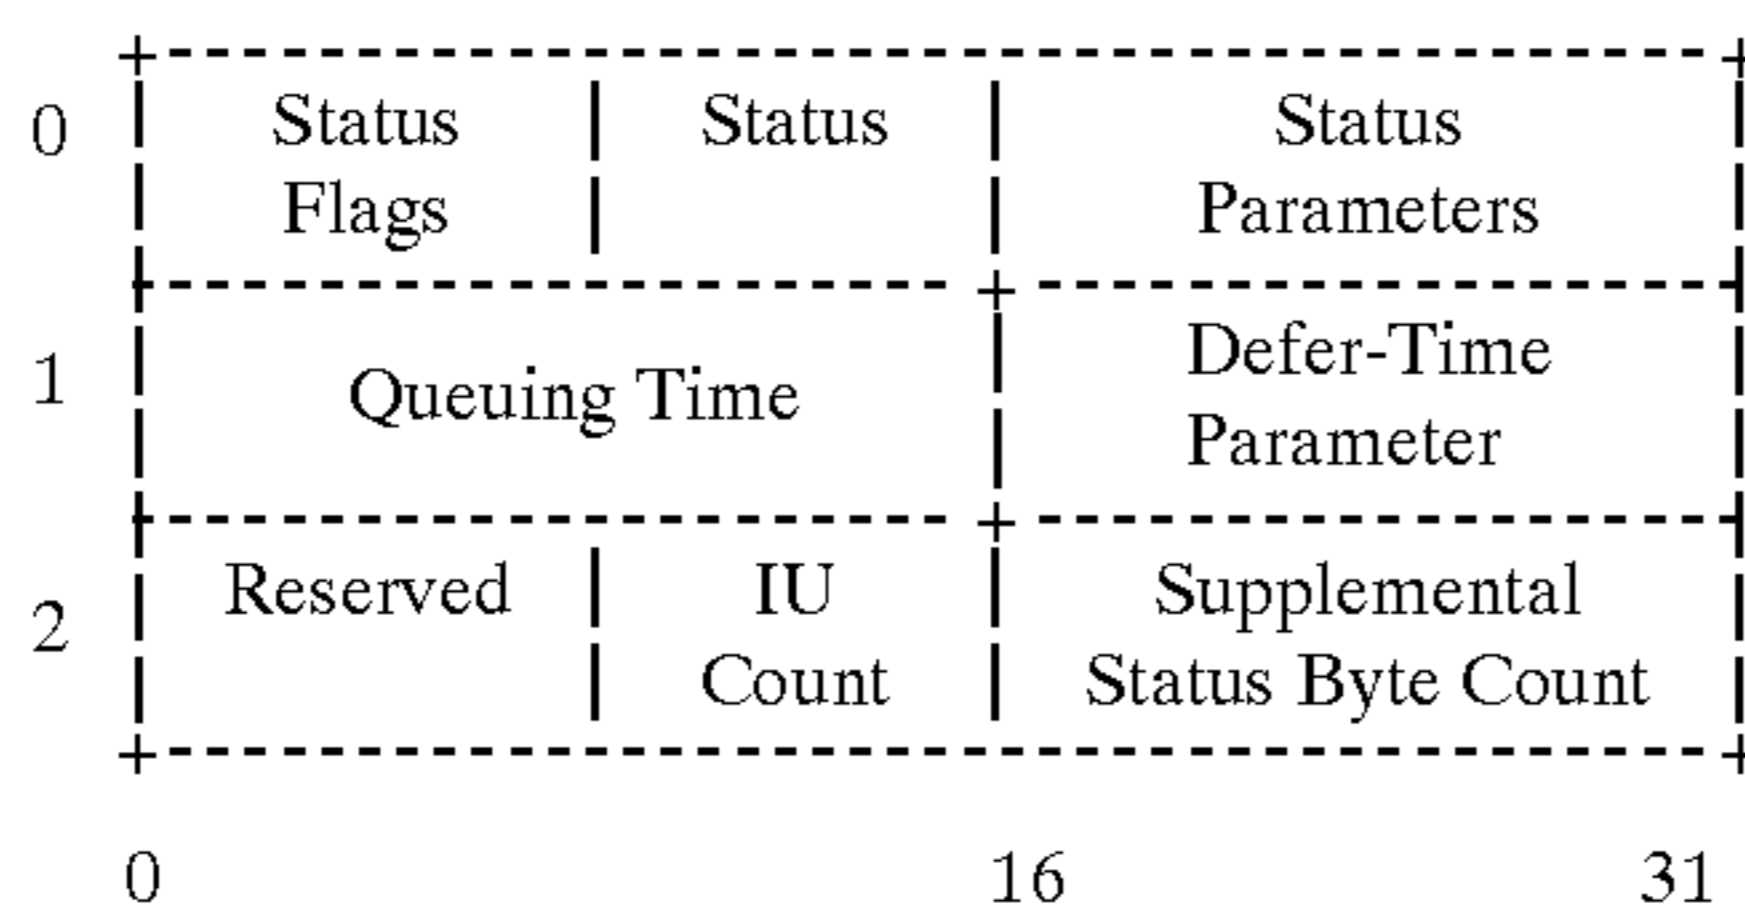 0 Status Status Status
Flags Parameters
1 Queuing Time Defer-Time
Parameter
2 Reserved IU Supplemental
Count Status Byte Count
0 16 31